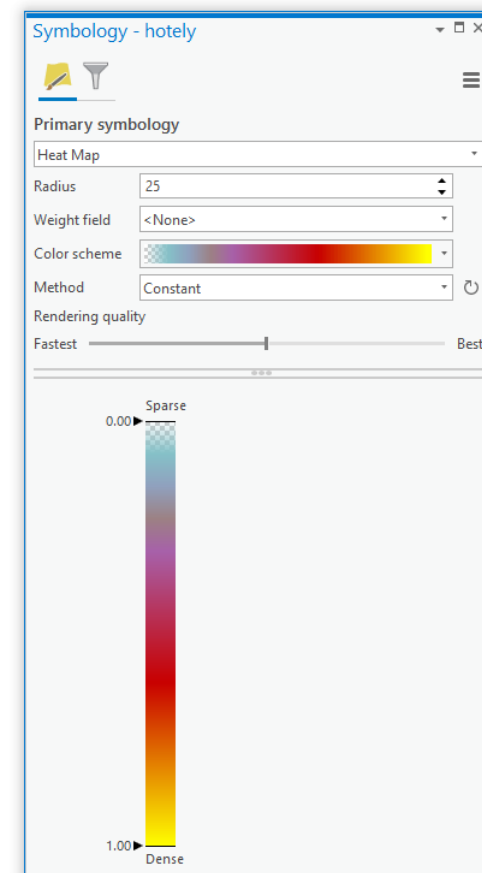 Symbology - hotely
Primary symbology
Heat Map
Radius 25
Weight field <None>
Color scheme
Method Constant
Rendering quality
Fastest Best
Sparse
0.00
1.00
Dense